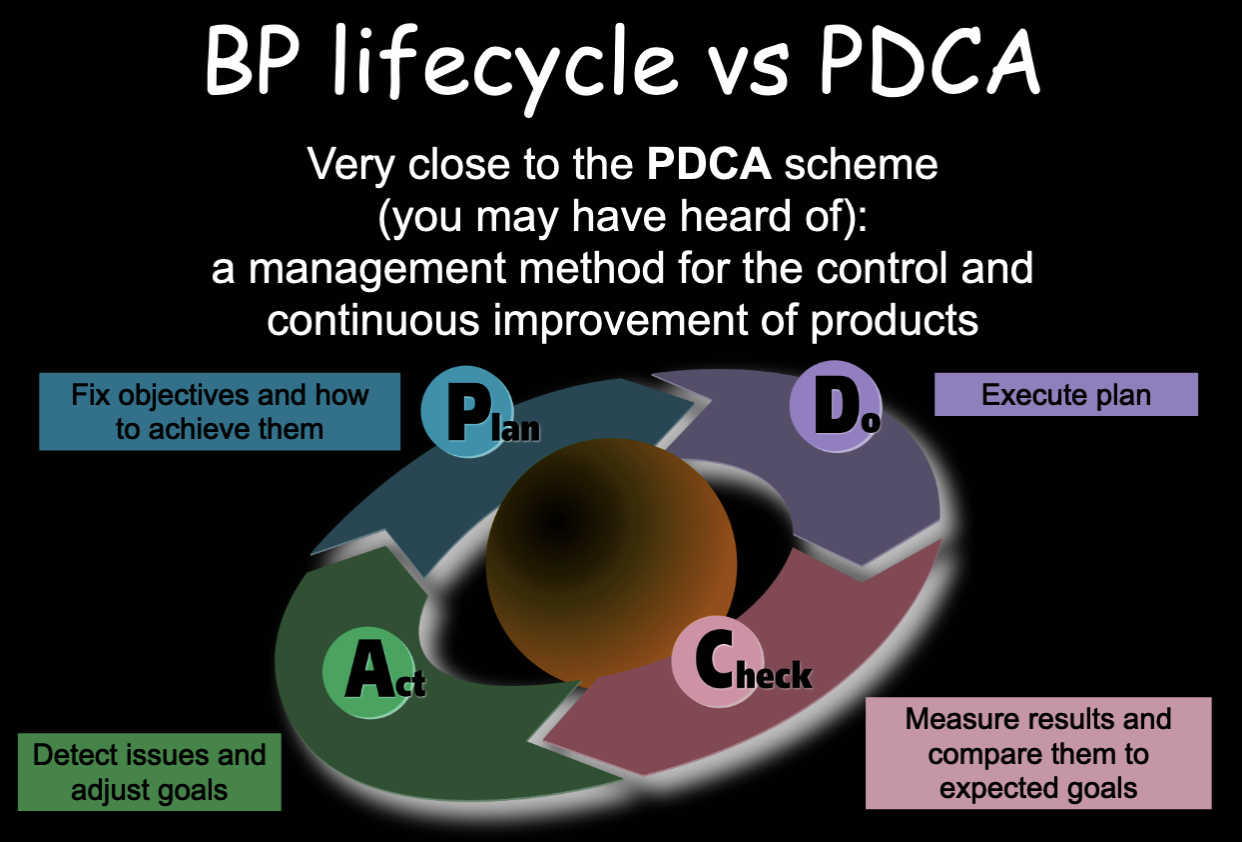 BP lifecycle vs PDCA
Very close to the PDCA scheme
(you may have heard of):
a management method for the control and
continuous improvement of products
Fix objectives and how
to achieve them
Plan
Do
Execute plan
Act
Check
Detect issues and
adjust goals
Measure results and
compare them to
expected goals